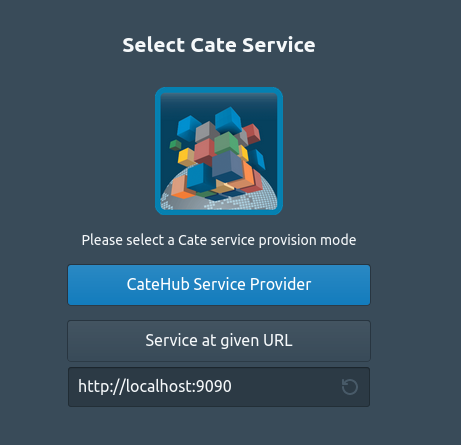 Select Cate Service
Please select a Cate service provision mode
CateHub Service Provider
Service at given URL
http://localhost:9090